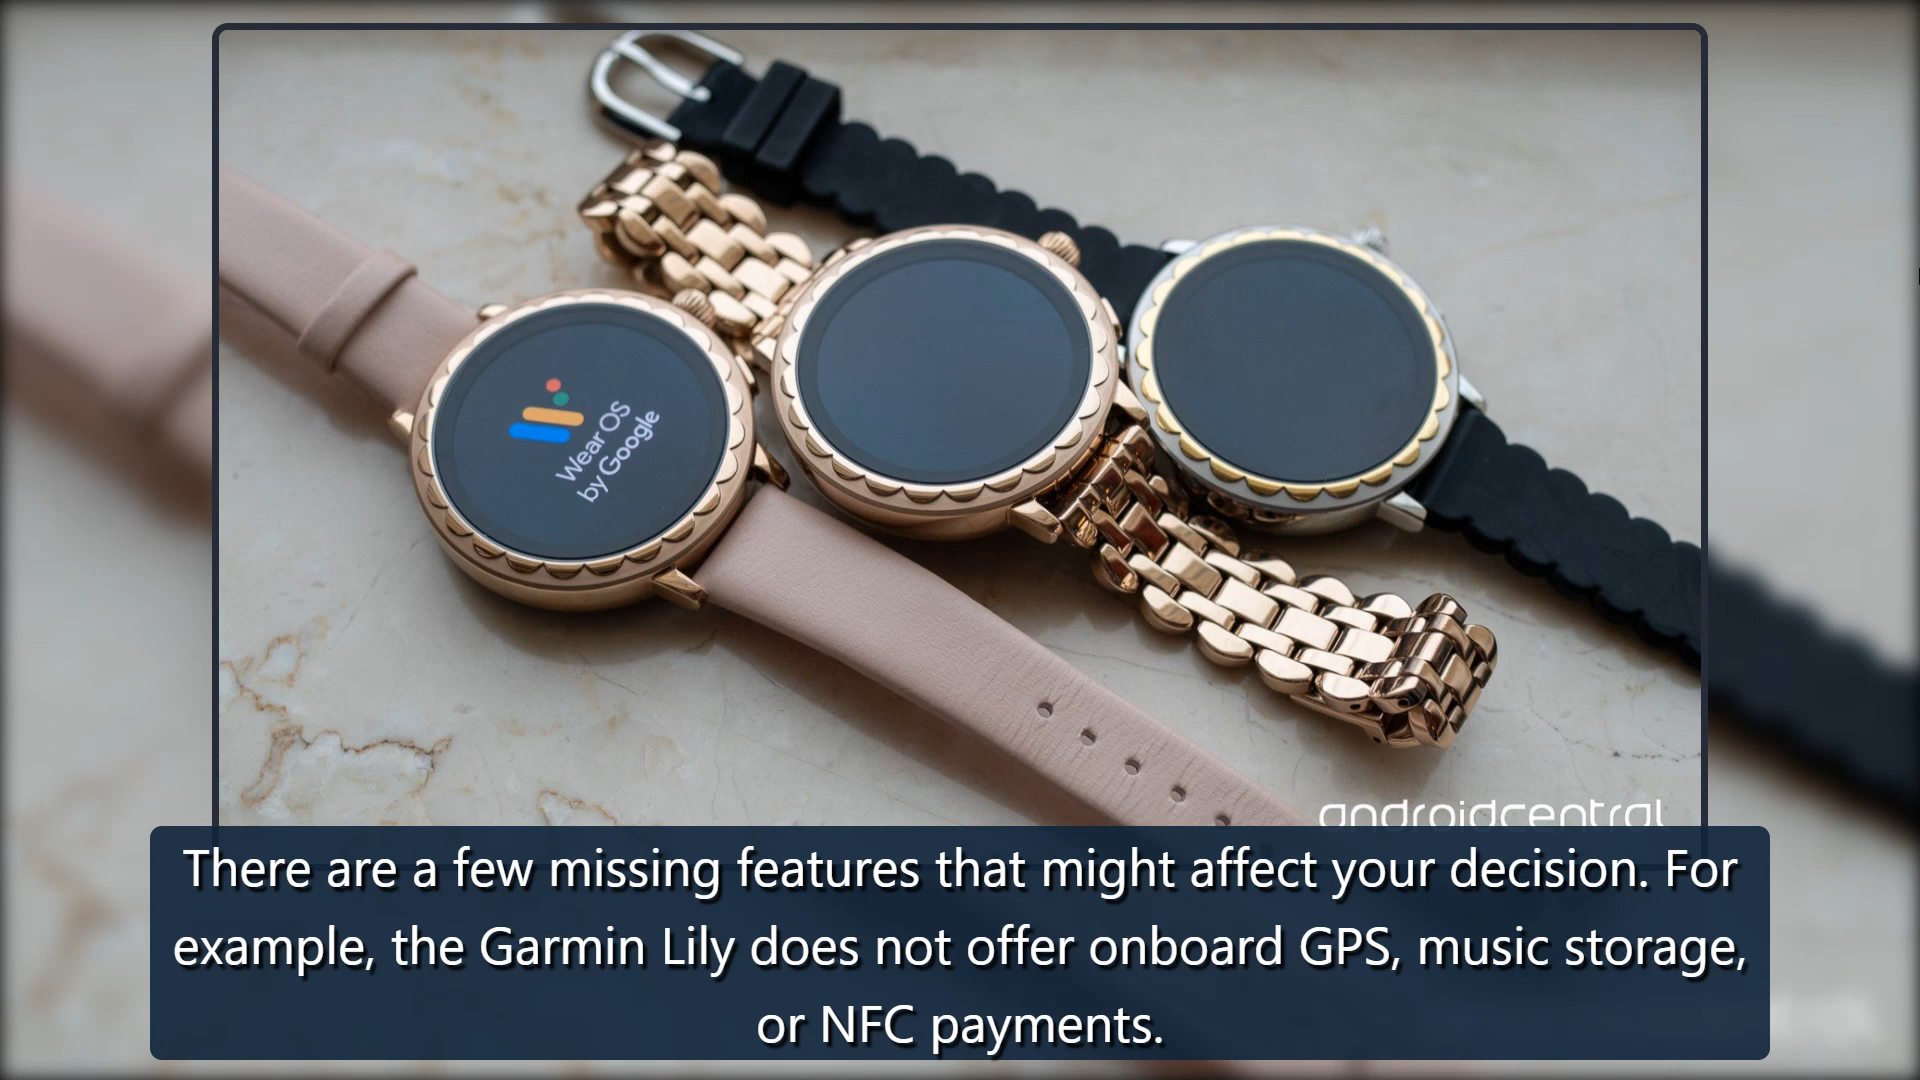 Wear OS
by Google
androidcentral
There are a few missing features that might affect your decision. For
example, the Garmin Lily does not offer onboard GPS, music storage,
or NFC payments.